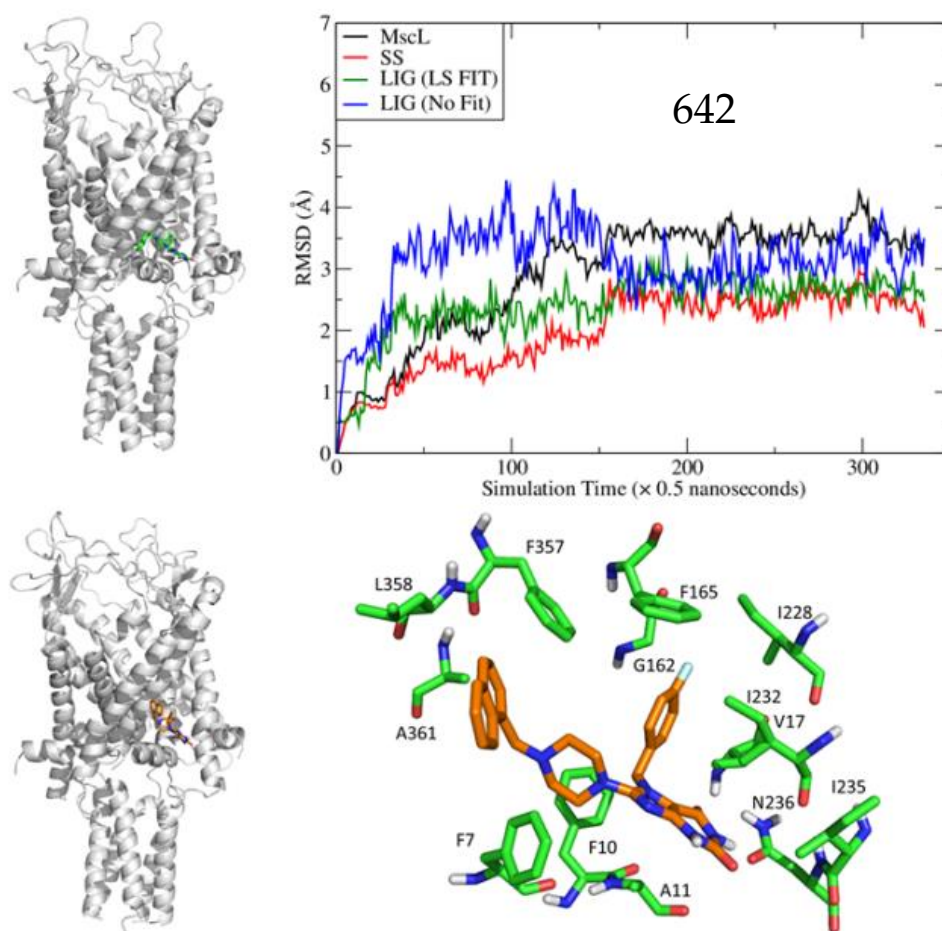 MscL
SS
LIG (LS FIT)
LIG (No Fit)
642
7
6
5
4
3
2
1
0
RMSD (Å)
0
100
200
300
Simulation Time (× 0.5 nanoseconds)
F357
L358
F165
I228
G162
A361
I232
V17
I235
N236
F7
F10
A11